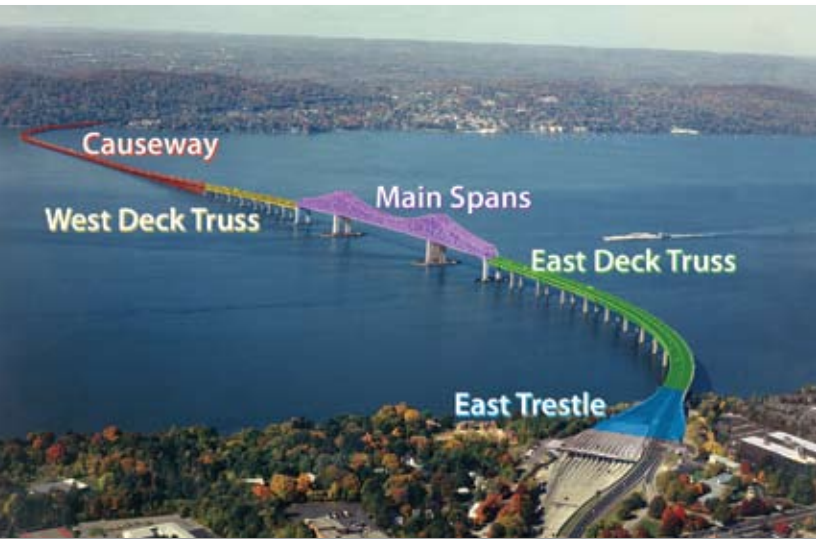 Causeway
West Deck Truss
Main Spans
East Deck Truss
East Trestle